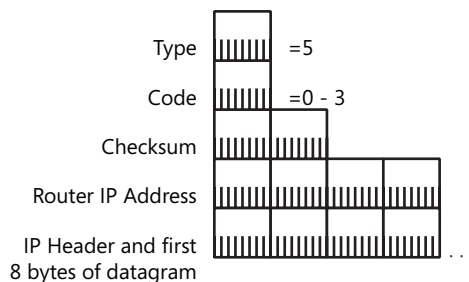 Type =5
Code =0 - 3
Checksum
Router IP Address
IP Header and first
8 bytes of datagram
. .